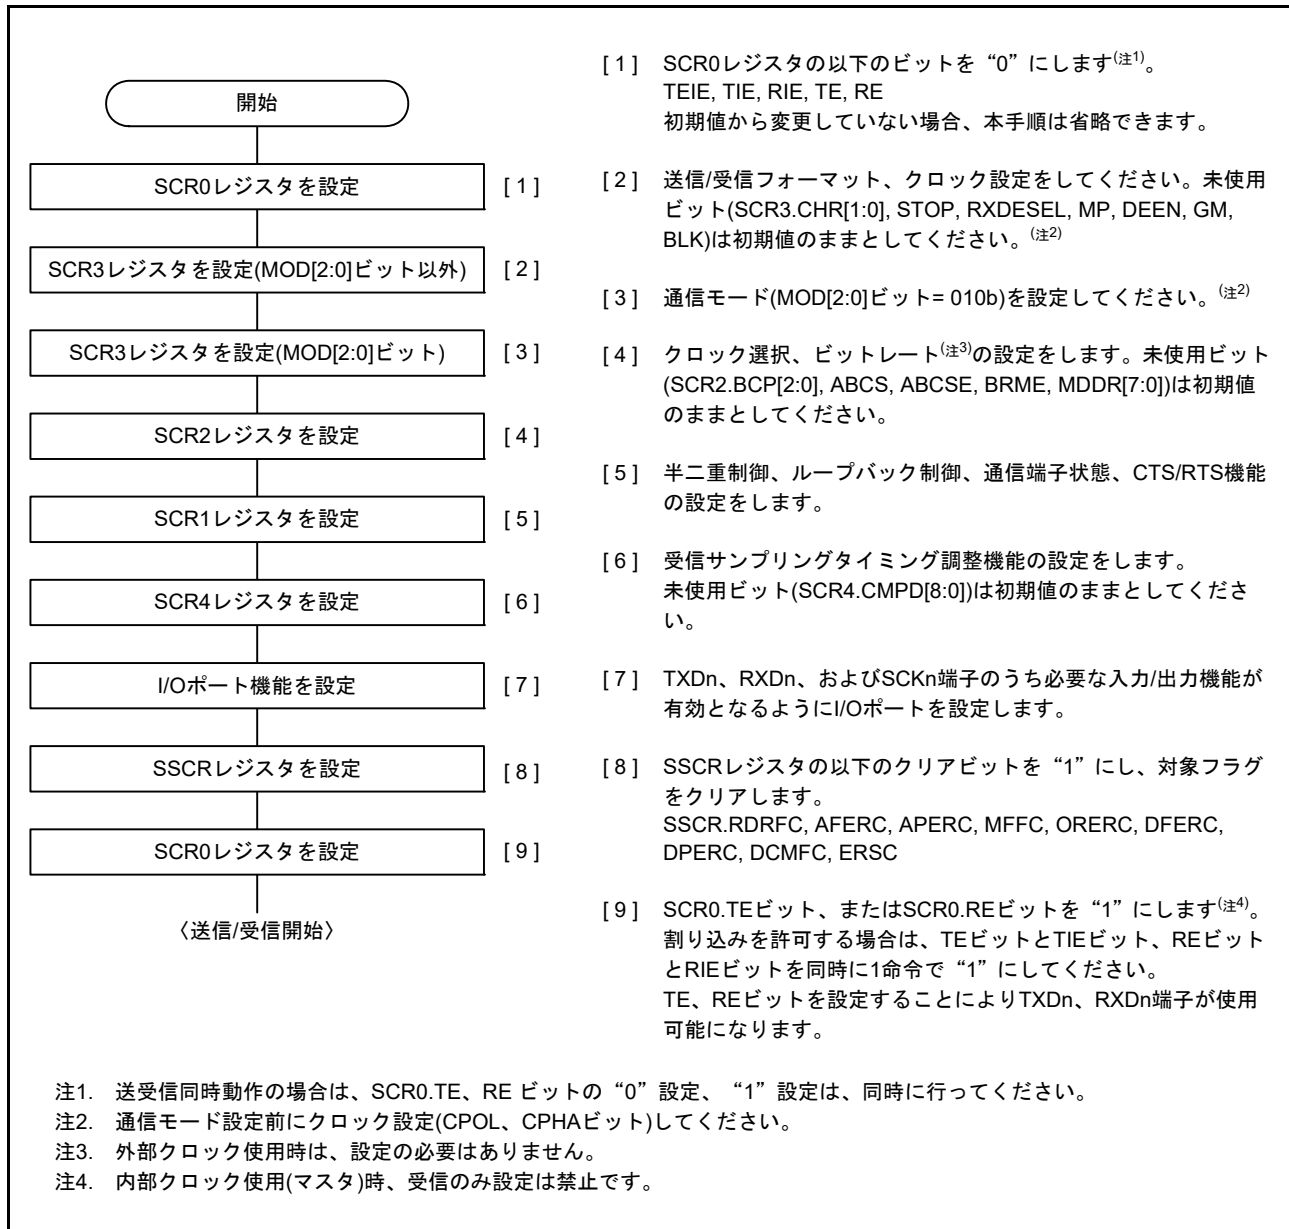 開始
SCR0レジスタを設定 [ 1 ]
SCR3レジスタを設定(MOD[2:0]ビット以外) [ 2 ]
SCR3レジスタを設定(MOD[2:0]ビット) [ 3 ]
SCR2レジスタを設定 [ 4 ]
SCR1レジスタを設定 [ 5 ]
SCR4レジスタを設定 [ 6 ]
I/Oポート機能を設定 [ 7 ]
SSCRレジスタを設定 [ 8 ]
SCR0レジスタを設定 [ 9 ]
〈送信/受信開始〉
[ 1 ] SCR0レジスタの以下のビットを“0”にします(注1)。
TEIE, TIE, RIE, TE, RE
初期値から変更していない場合、本手順は省略できます。
[ 2 ] 送信/受信フォーマット、クロック設定をしてください。未使用
ビット(SCR3.CHR[1:0], STOP, RXDESEL, MP, DEEN, GM,
BLK)は初期値のままとしてください。(注2)
[ 3 ] 通信モード(MOD[2:0]ビット= 010b)を設定してください。(注2)
[ 4 ] クロック選択、ビットレート(注3)の設定をします。未使用ビット
(SCR2.BCP[2:0], ABCS, ABCSE, BRME, MDDR[7:0])は初期値
のままとしてください。
[ 5 ] 半二重制御、ループバック制御、通信端子状態、CTS/RTS機能
の設定をします。
[ 6 ] 受信サンプリングタイミング調整機能の設定をします。
未使用ビット(SCR4.CMPD[8:0])は初期値のままとしてくださ
い。
[ 7 ] TXDn、RXDn、およびSCKn端子のうち必要な入力/出力機能が
有効となるようにI/Oポートを設定します。
[ 8 ] SSCRレジスタの以下のクリアビットを“1”にし、対象フラグ
をクリアします。
SSCR.RDRFC, AFERC, APERC, MFFC, ORERC, DFERC,
DPERC, DCMFC, ERSC
[ 9 ] SCR0.TEビット、またはSCR0.REビットを“1”にします(注4)。
割り込みを許可する場合は、TEビットとTIEビット、REビット
とRIEビットを同時に1命令で“1”にしてください。
TE、REビットを設定することによりTXDn、RXDn端子が使用
可能になります。
注1. 送受信同時動作の場合は、SCR0.TE、RE ビットの“0”設定、“1”設定は、同時に行ってください。
注2. 通信モード設定前にクロック設定(CPOL、CPHAビット)してください。
注3. 外部クロック使用時は、設定の必要はありません。
注4. 内部クロック使用(マスタ)時、受信のみ設定は禁止です。